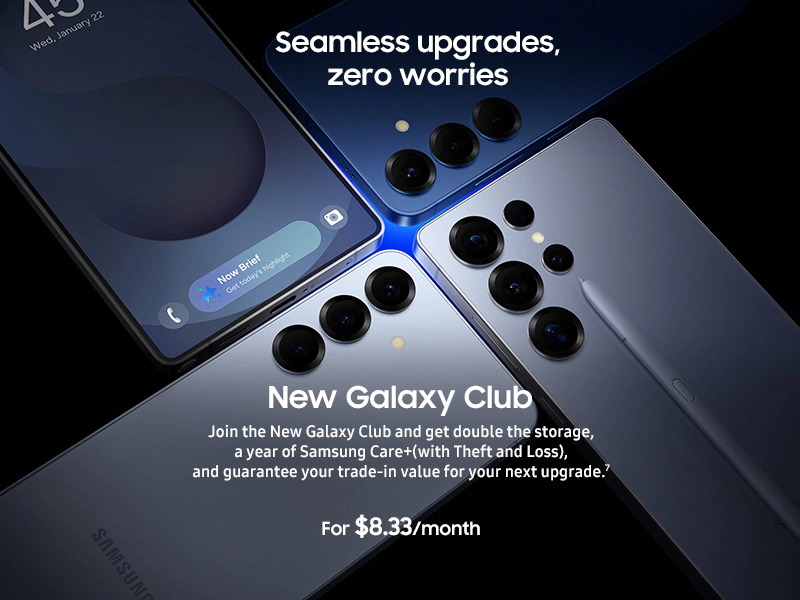 45
Wed, January 22
Seamless upgrades,
zero worries
Now Brief
Get today's highlight
New Galaxy Club
Join the New Galaxy Club and get double the storage,
a year of Samsung Care+(with Theft and Loss),
and guarantee your trade-in value for your next upgrade.⁷
For $8.33/month
SAMSUNG